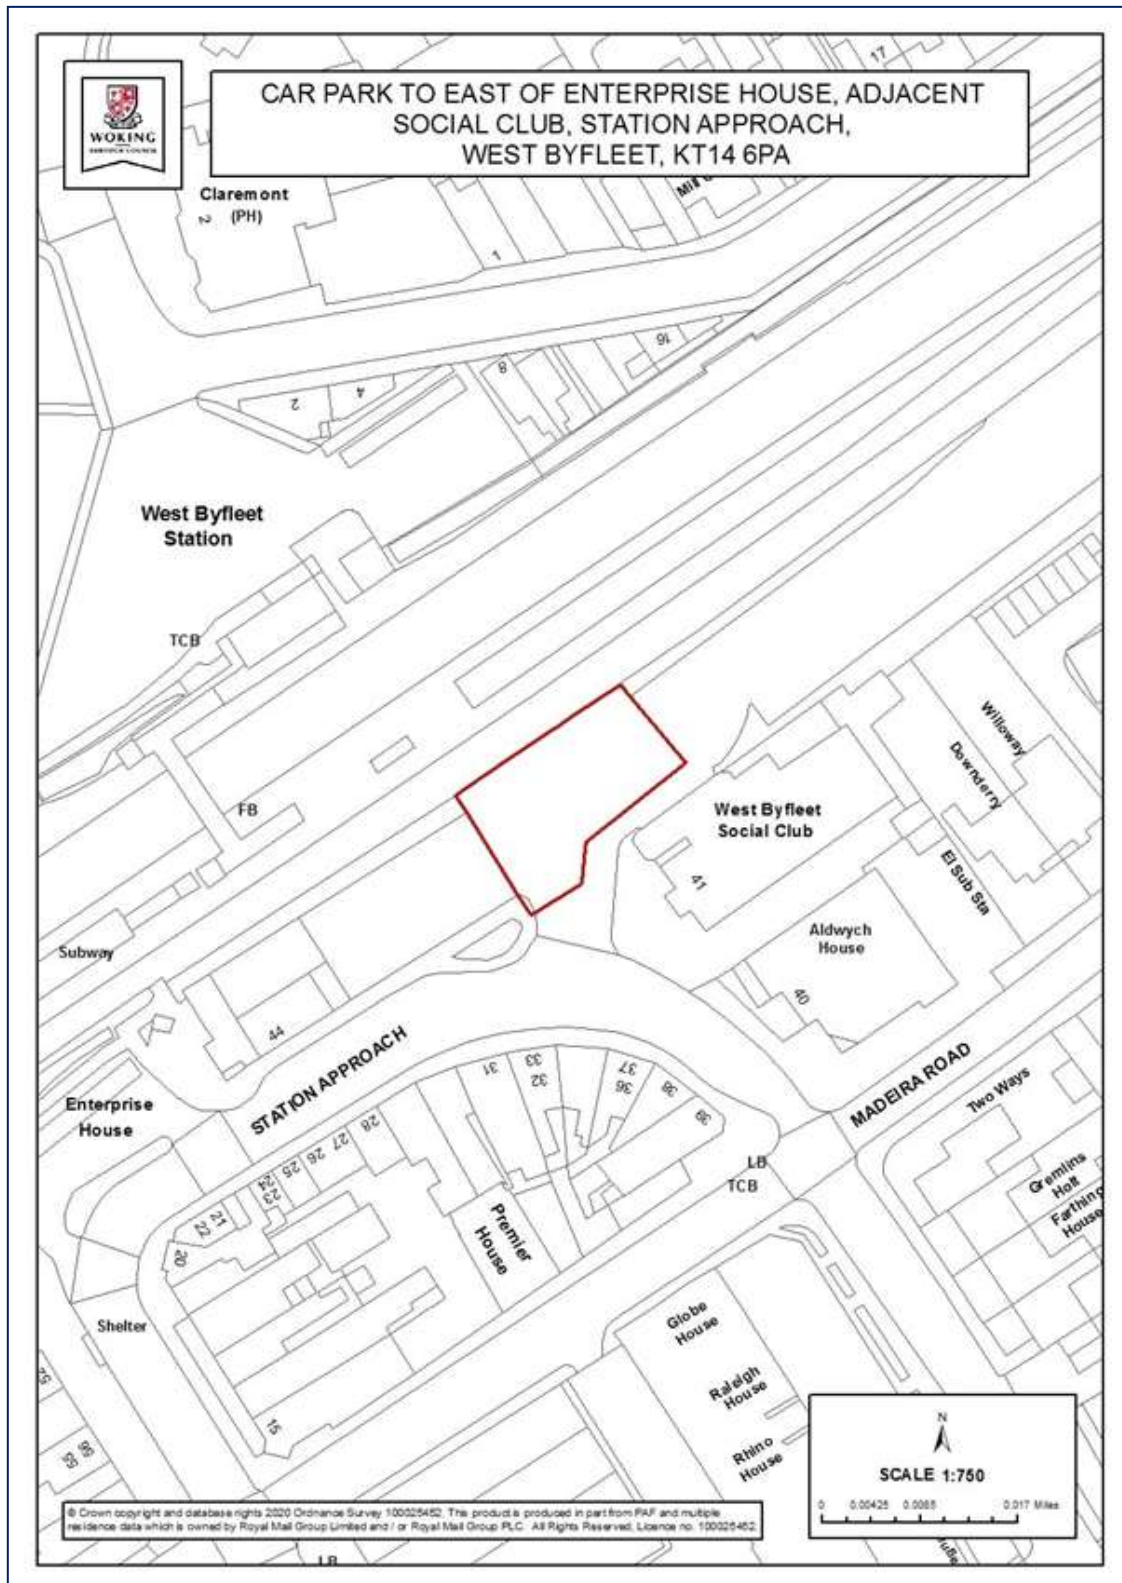 WOKING
BOROUGH COUNCIL
CAR PARK TO EAST OF ENTERPRISE HOUSE, ADJACENT
SOCIAL CLUB, STATION APPROACH,
WEST BYFLEET, KT14 6PA
17
Claremont
(PH)
2
1
16
8
4
2
West Byfleet
Station
TCB
FB
Willoway
Downderry
West Byfleet
Social Club
41
El Sub Sta
Aldwych
House
40
Subway
44
STATION APPROACH
MADEIRA ROAD
Enterprise
House
31
33
32
37
36
38
39
28
27
26
25
24
23
21
22
20
Two Ways
LB
TCB
Gremlins
Holt
Farthing
House
Premier
House
Shelter
Globe
House
Raleigh
House
Rhino
House
15
52
56
55
N
SCALE 1:750
0 0.00425 0.0085 0.017 Miles
© Crown copyright and database rights 2020 Ordnance Survey 100025452. This product is produced in part from PAF and multiple
residence data which is owned by Royal Mail Group Limited and / or Royal Mail Group PLC. All Rights Reserved, Licence no. 100025452.
LB